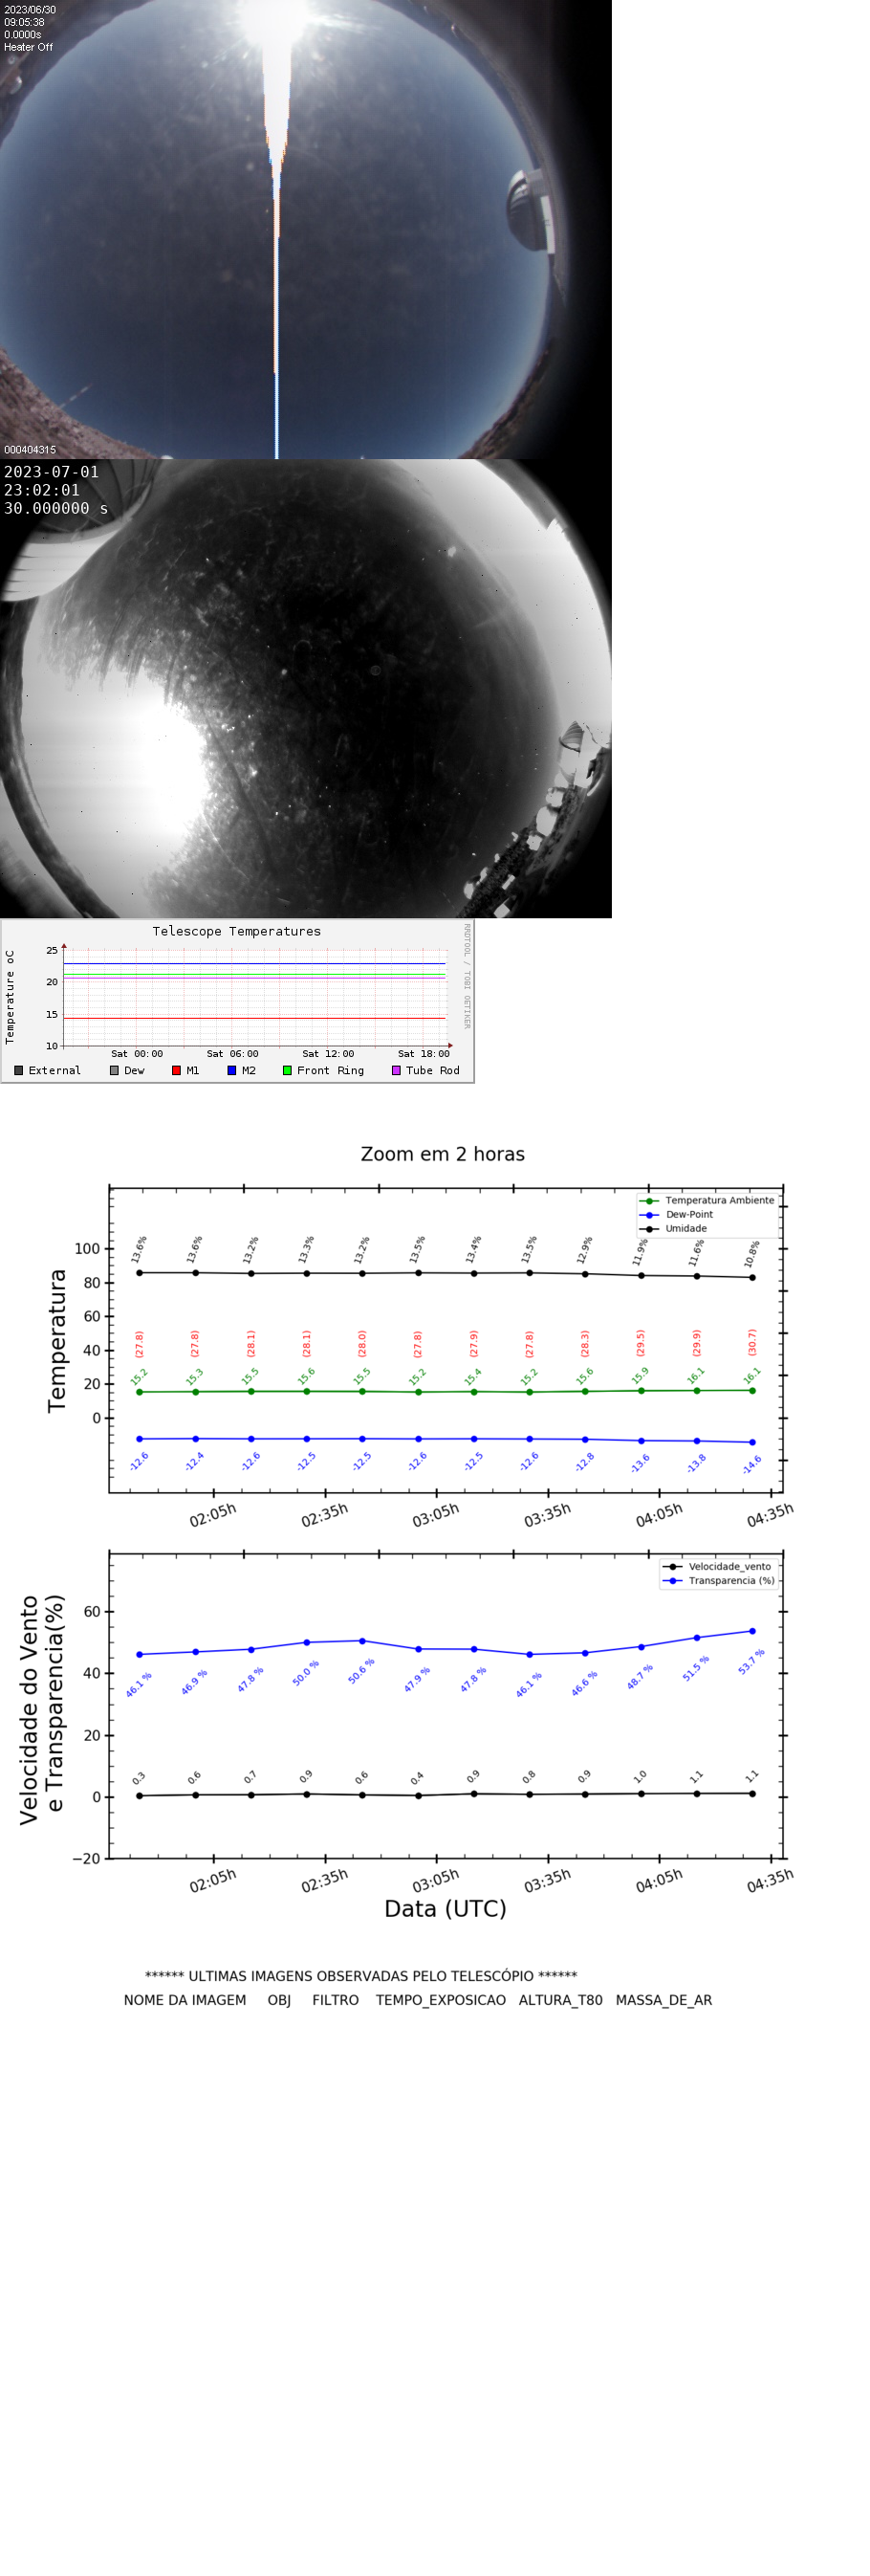 2023/06/30
09:05:38
0.0000s
Heater Off
000404315
2023-07-01
23:02:01
30.000000 s
Telescope Temperatures
RRDTOOL / TOBI OETIKER
Temperature oC
25
20
15
10
Sat 00:00 Sat 06:00 Sat 12:00 Sat 18:00
External Dew M1 M2 Front Ring Tube Rod
Zoom em 2 horas
Temperatura Ambiente
Dew-Point
Umidade
Temperatura
100
80
60
40
20
0
13.6% 13.6% 13.2% 13.3% 13.2% 13.5% 13.4% 13.5% 12.9% 11.9% 11.6% 10.8%
(27.8) (27.8) (28.1) (28.1) (28.0) (27.8) (27.9) (27.8) (28.3) (29.5) (29.9) (30.7)
15.2 15.3 15.5 15.6 15.5 15.2 15.4 15.2 15.6 15.9 16.1 16.1
-12.6 -12.4 -12.6 -12.5 -12.5 -12.6 -12.5 -12.6 -12.8 -13.6 -13.8 -14.6
02:05h 02:35h 03:05h 03:35h 04:05h 04:35h
Velocidade_vento
Transparencia (%)
Velocidade do Vento
e Transparencia(%)
60
40
20
0
−20
46.1 % 46.9 % 47.8 % 50.0 % 50.6 % 47.9 % 47.8 % 46.1 % 46.6 % 48.7 % 51.5 % 53.7 %
0.3 0.6 0.7 0.9 0.6 0.4 0.9 0.8 0.9 1.0 1.1 1.1
02:05h 02:35h 03:05h 03:35h 04:05h 04:35h
Data (UTC)
****** ULTIMAS IMAGENS OBSERVADAS PELO TELESCÓPIO ******
NOME DA IMAGEM OBJ FILTRO TEMPO_EXPOSICAO ALTURA_T80 MASSA_DE_AR